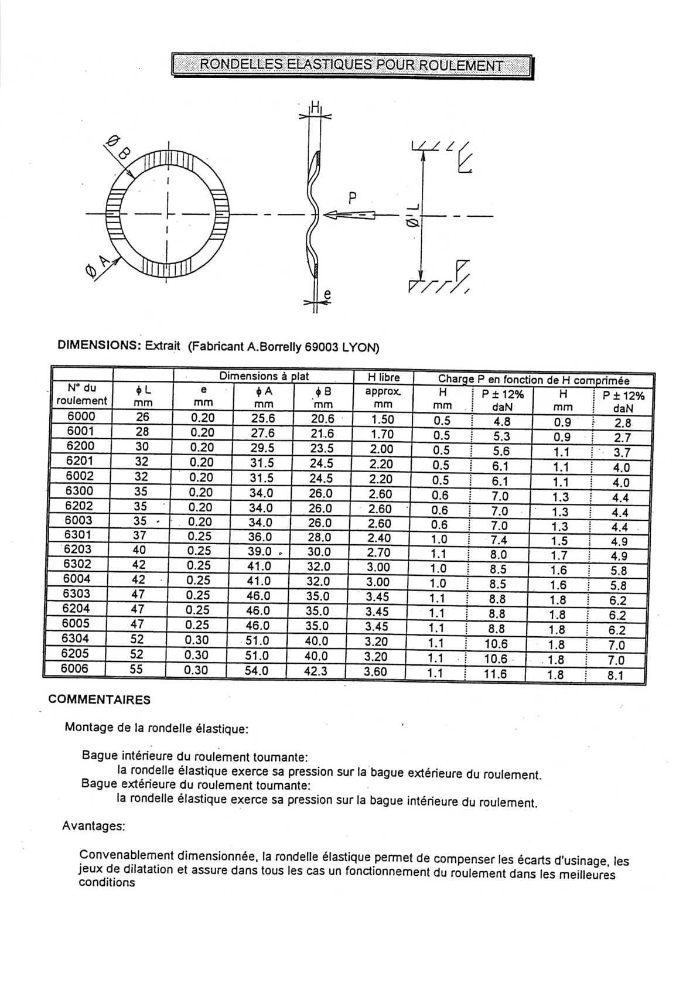 RONDELLES ELASTIQUES POUR ROULEMENT
H
Ø B
P
Ø L
Ø A
e
DIMENSIONS: Extrait (Fabricant A.Borrelly 69003 LYON)
Dimensions à plat H libre Charge P en fonction de H comprimée
N° du roulement ϕ L mm e mm ϕ A mm ϕ B mm approx. mm H mm P ± 12% daN H mm P ± 12% daN
6000 26 0.20 25.6 20.6 1.50 0.5 4.8 0.9 2.8
6001 28 0.20 27.6 21.6 1.70 0.5 5.3 0.9 2.7
6200 30 0.20 29.5 23.5 2.00 0.5 5.6 1.1 3.7
6201 32 0.20 31.5 24.5 2.20 0.5 6.1 1.1 4.0
6002 32 0.20 31.5 24.5 2.20 0.5 6.1 1.1 4.0
6300 35 0.20 34.0 26.0 2.60 0.6 7.0 1.3 4.4
6202 35 0.20 34.0 26.0 2.60 0.6 7.0 1.3 4.4
6003 35 0.20 34.0 26.0 2.60 0.6 7.0 1.3 4.4
6301 37 0.25 36.0 28.0 2.40 1.0 7.4 1.5 4.9
6203 40 0.25 39.0 30.0 2.70 1.1 8.0 1.7 4.9
6302 42 0.25 41.0 32.0 3.00 1.0 8.5 1.6 5.8
6004 42 0.25 41.0 32.0 3.00 1.0 8.5 1.6 5.8
6303 47 0.25 46.0 35.0 3.45 1.1 8.8 1.8 6.2
6204 47 0.25 46.0 35.0 3.45 1.1 8.8 1.8 6.2
6005 47 0.25 46.0 35.0 3.45 1.1 8.8 1.8 6.2
6304 52 0.30 51.0 40.0 3.20 1.1 10.6 1.8 7.0
6205 52 0.30 51.0 40.0 3.20 1.1 10.6 1.8 7.0
6006 55 0.30 54.0 42.3 3.60 1.1 11.6 1.8 8.1
COMMENTAIRES
Montage de la rondelle élastique:
Bague intérieure du roulement tournante:
la rondelle élastique exerce sa pression sur la bague extérieure du roulement.
Bague extérieure du roulement tournante:
la rondelle élastique exerce sa pression sur la bague intérieure du roulement.
Avantages:
Convenablement dimensionnée, la rondelle élastique permet de compenser les écarts d'usinage, les
jeux de dilatation et assure dans tous les cas un fonctionnement du roulement dans les meilleures
conditions